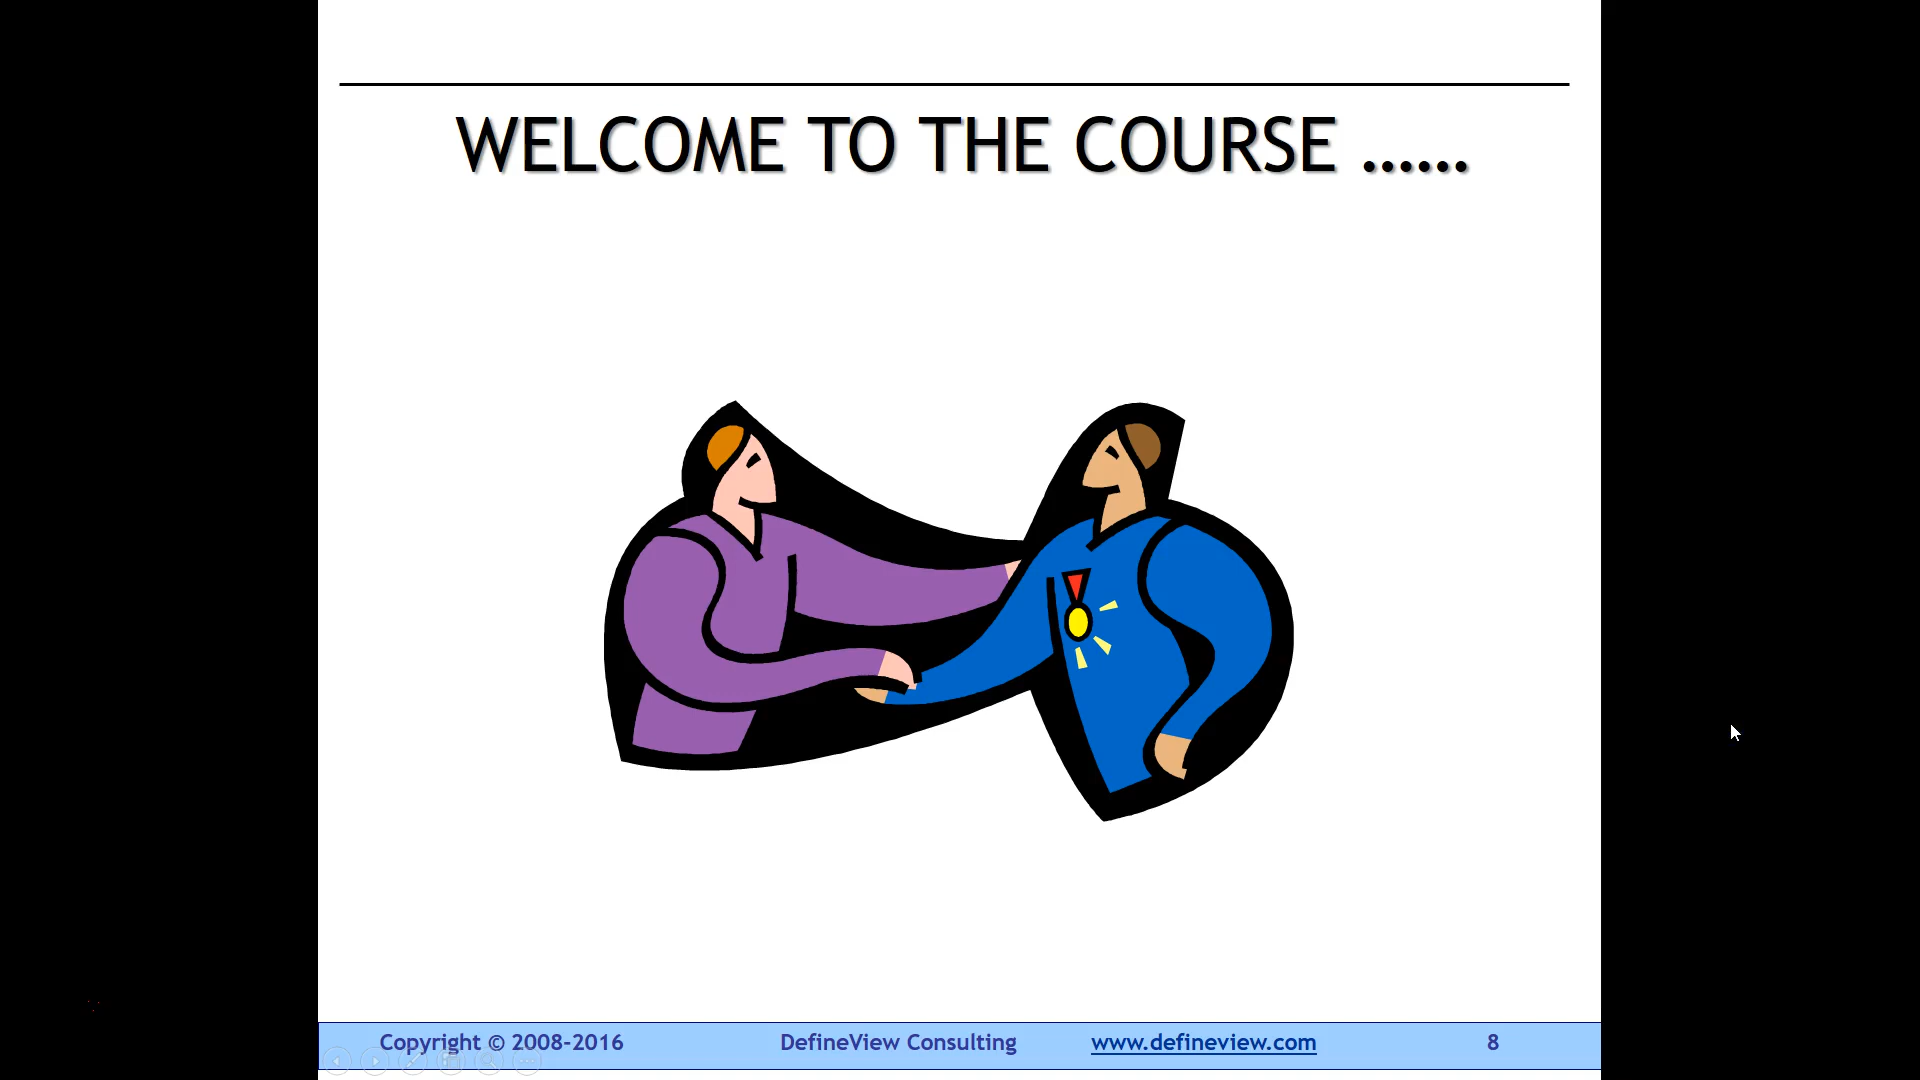 WELCOME TO THE COURSE ......
Copyright © 2008-2016 DefineView Consulting www.defineview.com 8